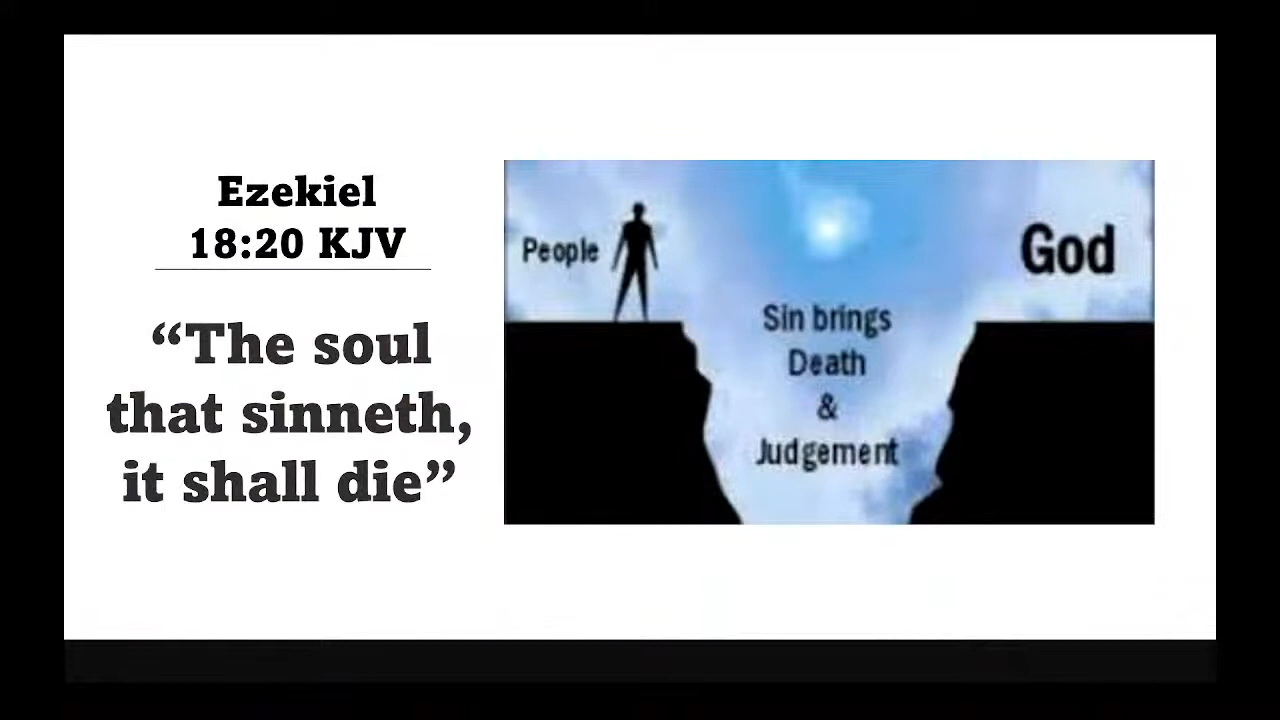 Ezekiel
18:20 KJV
“The soul
that sinneth,
it shall die”
People
God
Sin brings
Death
&
Judgement